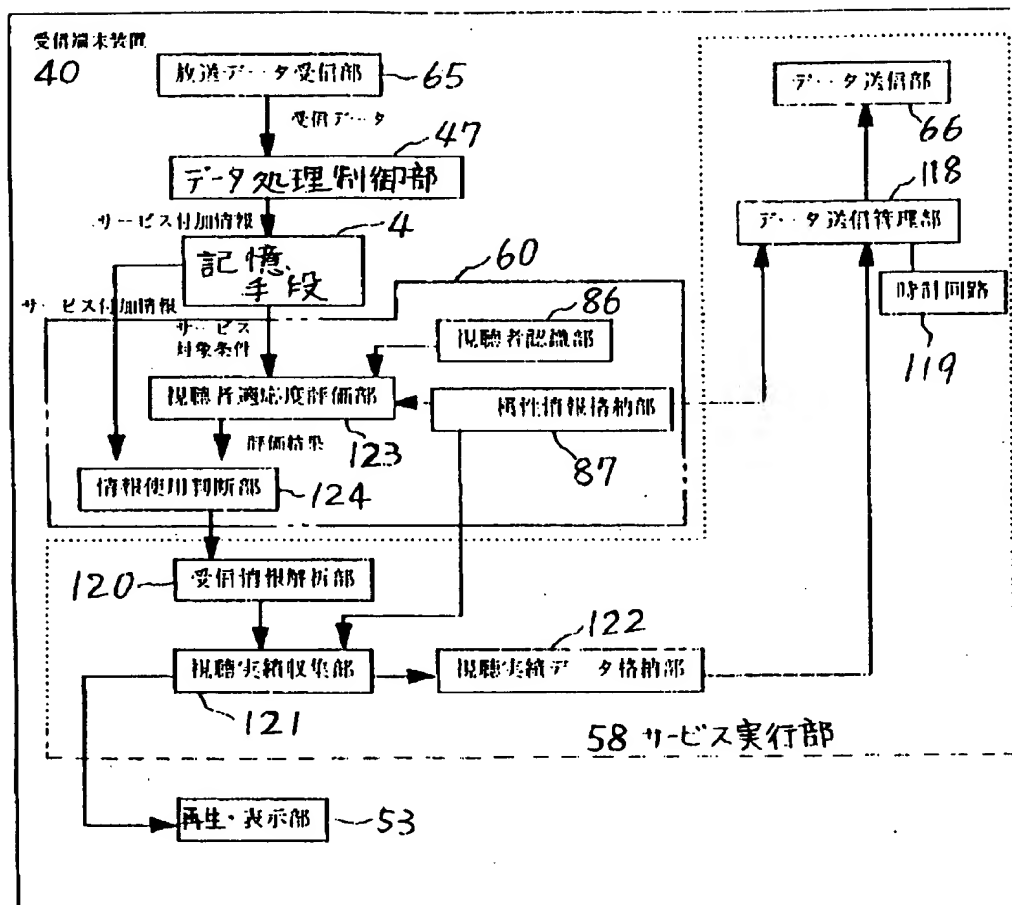 受信端末装置
40
放送データ受信部
65
データ送信部
66
受信データ
47
データ処理制御部
118
サービス付加情報
4
データ送信管理部
記憶
手段
60
時計回路
サービス付加情報
86
サービス
対象条件
視聴者認識部
119
視聴者適応度評価部
属性情報格納部
評価結果
123
87
情報使用判断部
124
120
受信情報解析部
122
視聴実績収集部
視聴実績データ格納部
121
58 サービス実行部
再生・表示部
53